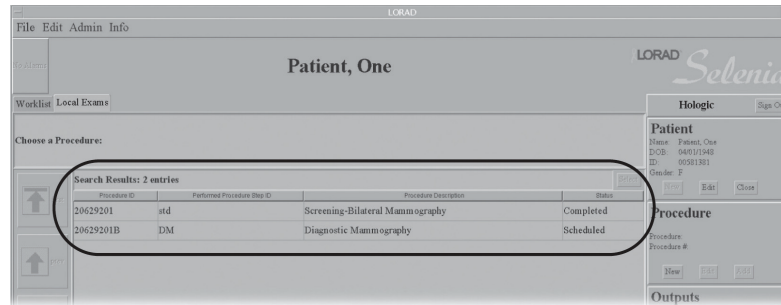 LORAD
File Edit Admin Info
Patient, One
LORAD
Selenia
Worklist Local Exams
Hologic
Choose a Procedure:
Patient
Name: Patient, One
DOB: 04/01/1948
ID: 00581381
Gender: F
New Edit Close
Search Results: 2 entries
Procedure ID Performed Procedure Step ID Procedure Description Status
20629201 std Screening-Bilateral Mammography Completed
20629201B DM Diagnostic Mammography Scheduled
Procedure
Procedure:
Procedure #:
New
Outputs